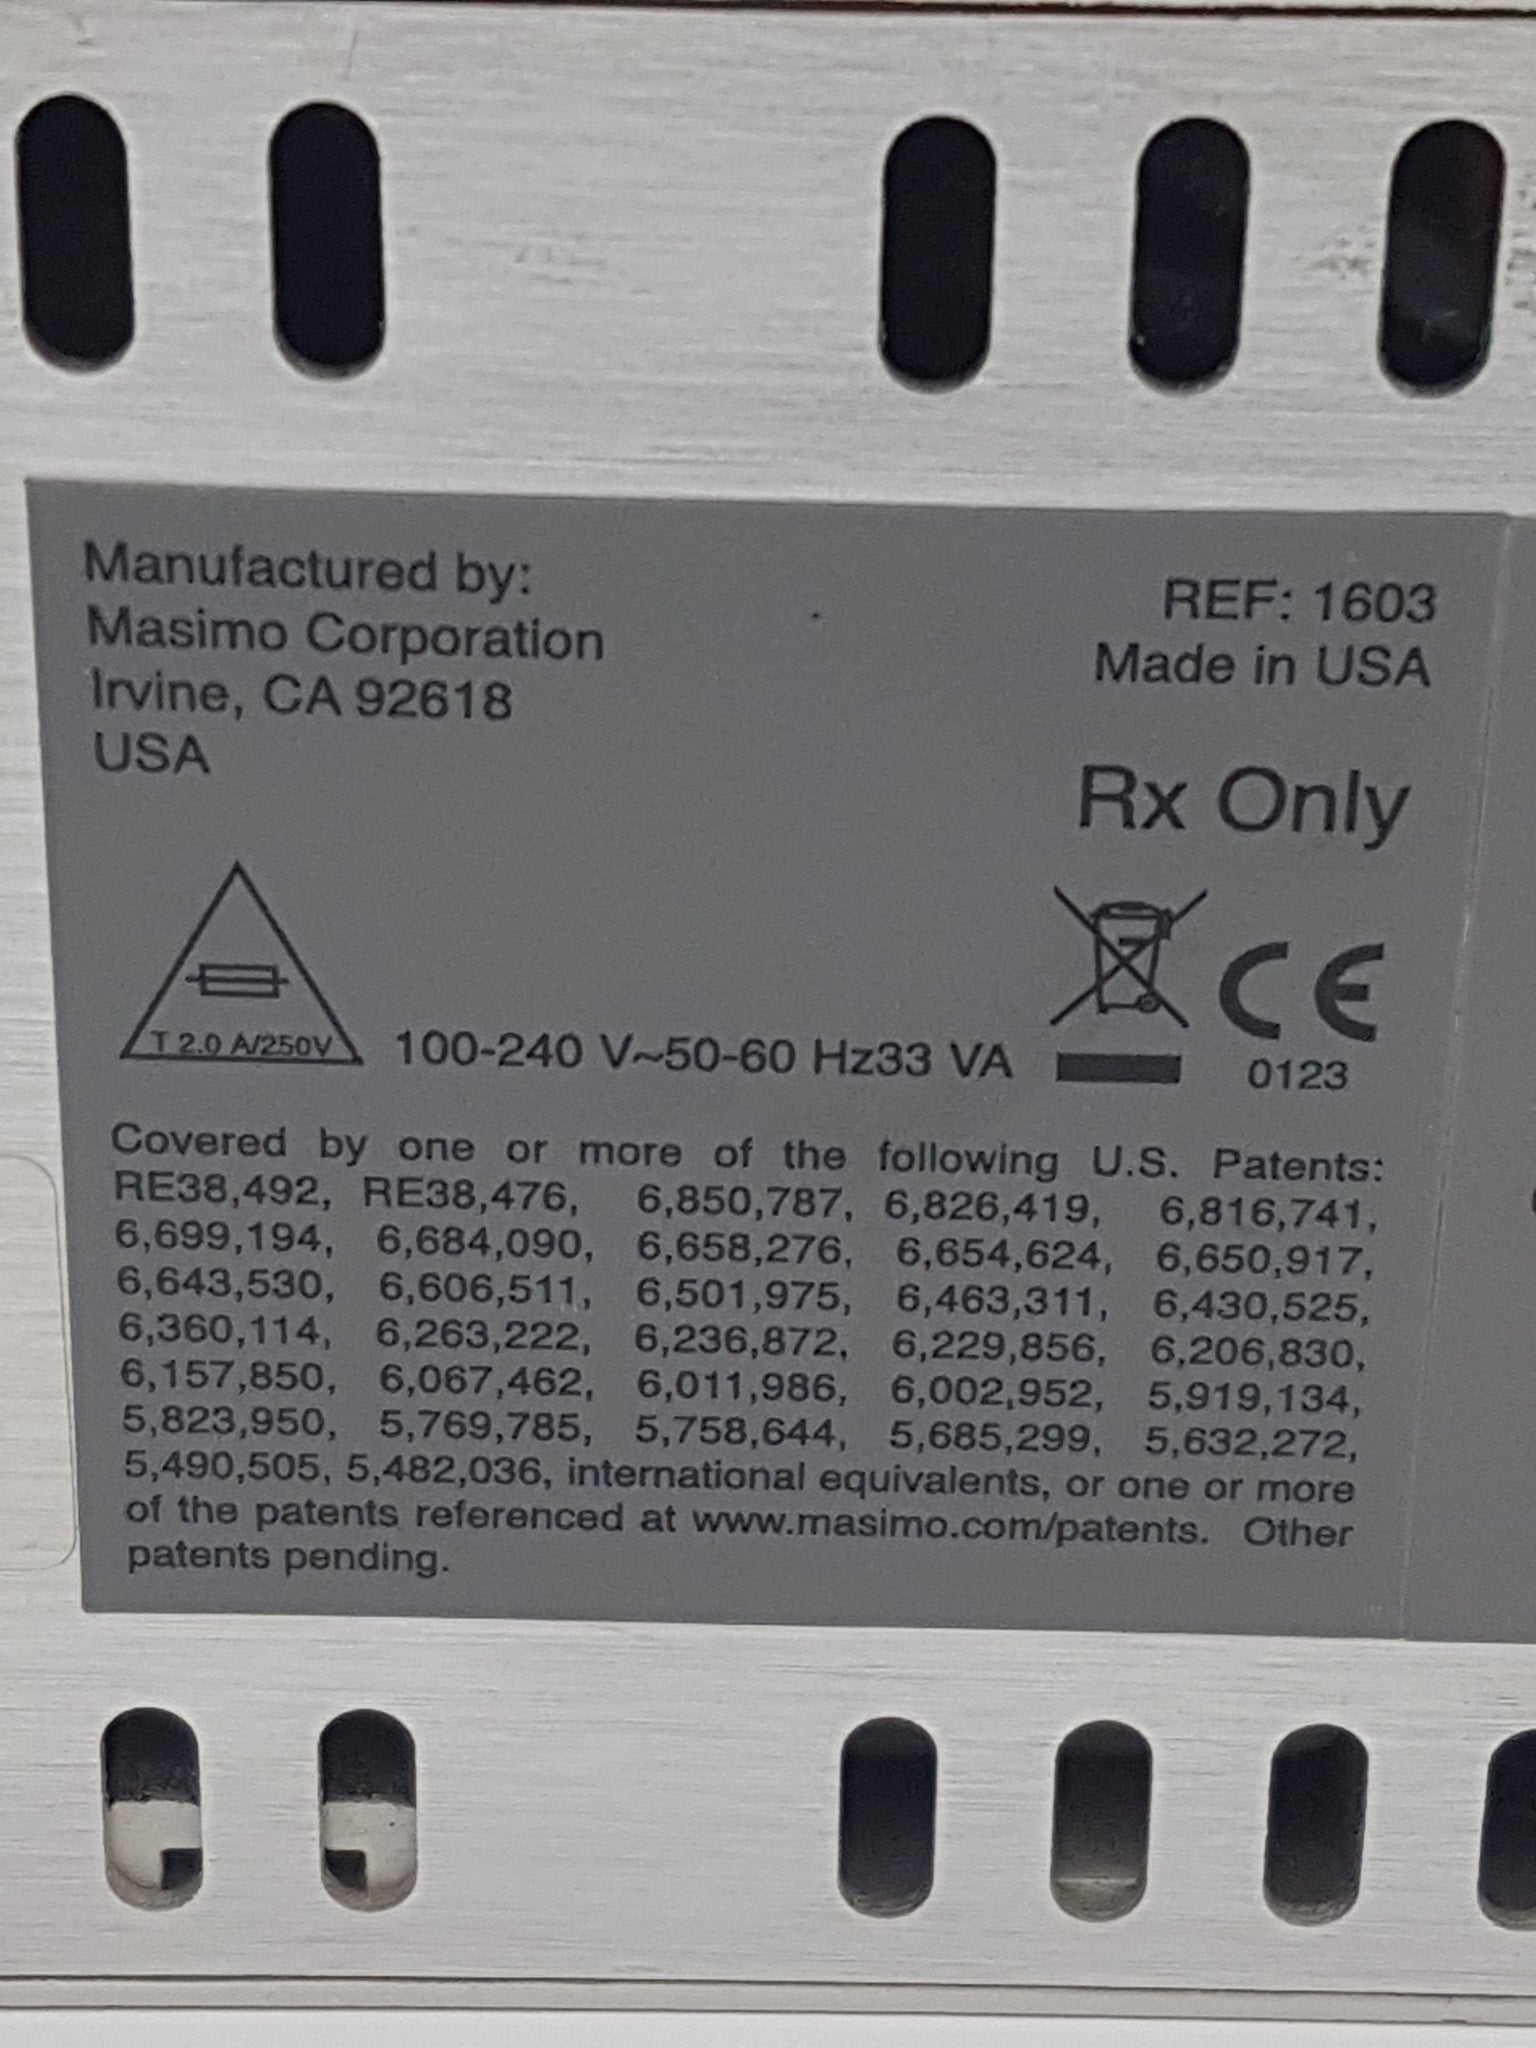 Manufactured by:
Masimo Corporation
Irvine, CA 92618
USA
REF: 1603
Made in USA
Rx Only
T 2.0 A/250V
100-240 V~50-60 Hz33 VA
CE
0123
Covered by one or more of the following U.S. Patents:
RE38,492, RE38,476, 6,850,787, 6,826,419, 6,816,741,
6,699,194, 6,684,090, 6,658,276, 6,654,624, 6,650,917,
6,643,530, 6,606,511, 6,501,975, 6,463,311, 6,430,525,
6,360,114, 6,263,222, 6,236,872, 6,229,856, 6,206,830,
6,157,850, 6,067,462, 6,011,986, 6,002,952, 5,919,134,
5,823,950, 5,769,785, 5,758,644, 5,685,299, 5,632,272,
5,490,505, 5,482,036, international equivalents, or one or more
of the patents referenced at www.masimo.com/patents. Other
patents pending.